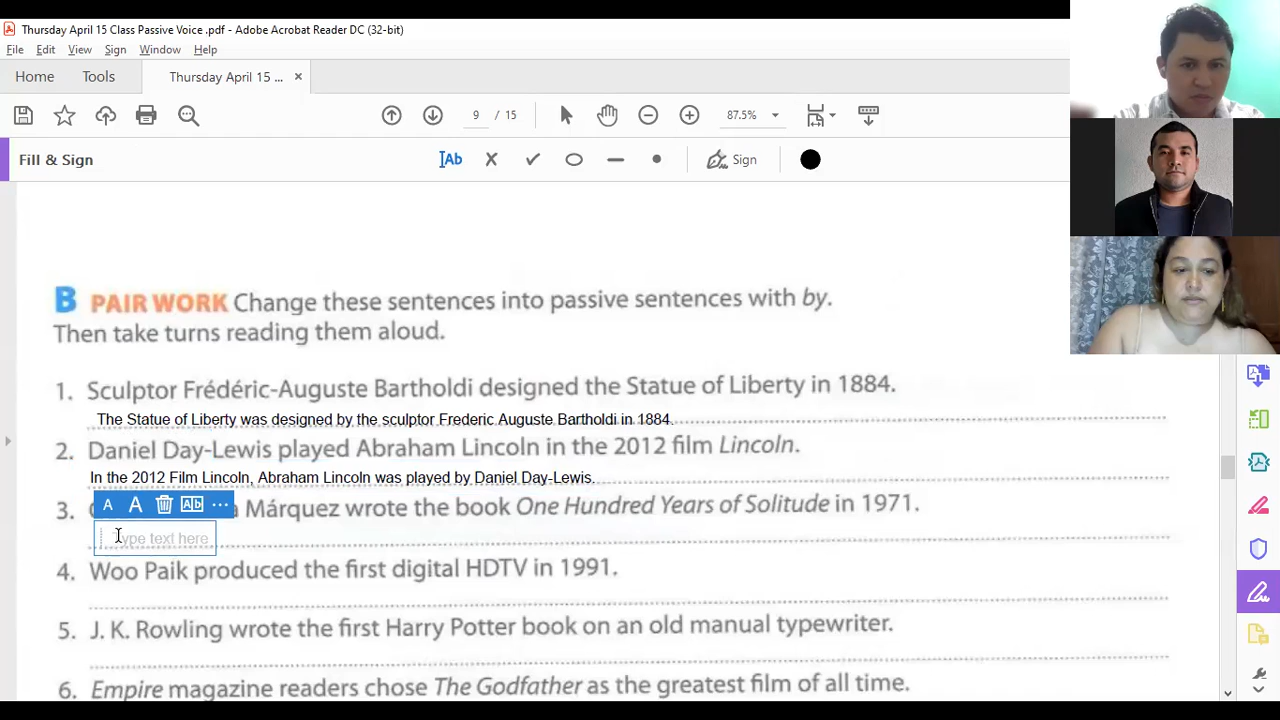 Thursday April 15 Class Passive Voice .pdf - Adobe Acrobat Reader DC (32-bit)
File Edit View Sign Window Help
Home Tools Thursday April 15 ... ×
9 / 15 87.5%
Fill & Sign Ab Sign
B PAIR WORK Change these sentences into passive sentences with by.
Then take turns reading them aloud.
1. Sculptor Frédéric-Auguste Bartholdi designed the Statue of Liberty in 1884.
The Statue of Liberty was designed by the sculptor Frederic Auguste Bartholdi in 1884.
2. Daniel Day-Lewis played Abraham Lincoln in the 2012 film Lincoln.
In the 2012 Film Lincoln, Abraham Lincoln was played by Daniel Day-Lewis.
A A Ab ...
3. Márquez wrote the book One Hundred Years of Solitude in 1971.
Type text here
4. Woo Paik produced the first digital HDTV in 1991.
5. J. K. Rowling wrote the first Harry Potter book on an old manual typewriter.
6. Empire magazine readers chose The Godfather as the greatest film of all time.